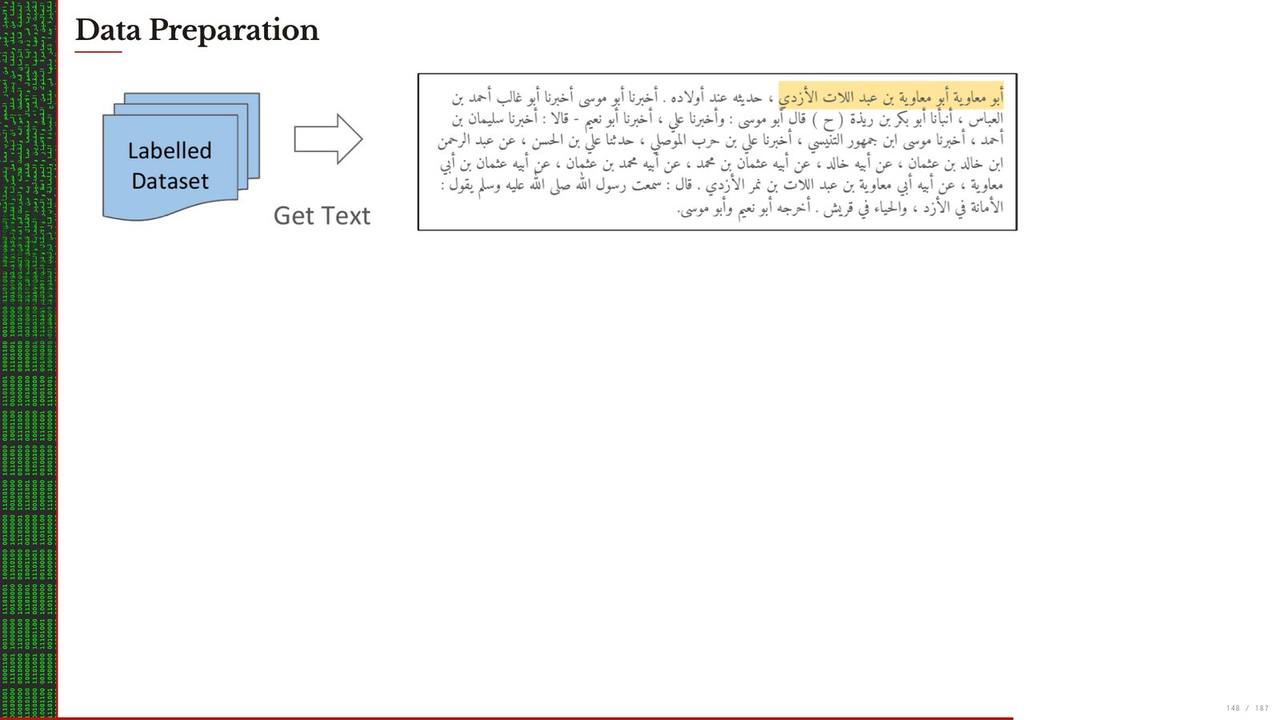 Data Preparation
Labelled
Dataset
Get Text
أبو معاوية أبو معاوية بن عبد اللات الأزدي ، حديثه عند أولاده . أخبرنا أبو موسى أخبرنا أبو غالب أحمد بن
العباس ، أنبأنا أبو بكر بن ريذة ( ح ) قال أبو موسى : وأخبرنا علي ، أخبرنا أبو نعيم - قالا : أخبرنا سليمان بن
أحمد ، أخبرنا موسى ابن جمهور التنيسي ، أخبرنا علي بن حرب الموصلي ، حدثنا علي بن الحسن ، عن عبد الرحمن
ابن خالد بن عثمان ، عن أبيه خالد ، عن أبيه عثمان بن محمد ، عن أبيه محمد بن عثمان ، عن أبيه عثمان بن أبي
معاوية ، عن أبيه أبي معاوية بن عبد اللات بن نمر الأزدي . قال : سمعت رسول الله صلى الله عليه وسلم يقول :
الأمانة في الأزد ، والحياء في قريش . أخرجه أبو نعيم وأبو موسى.
148 / 187